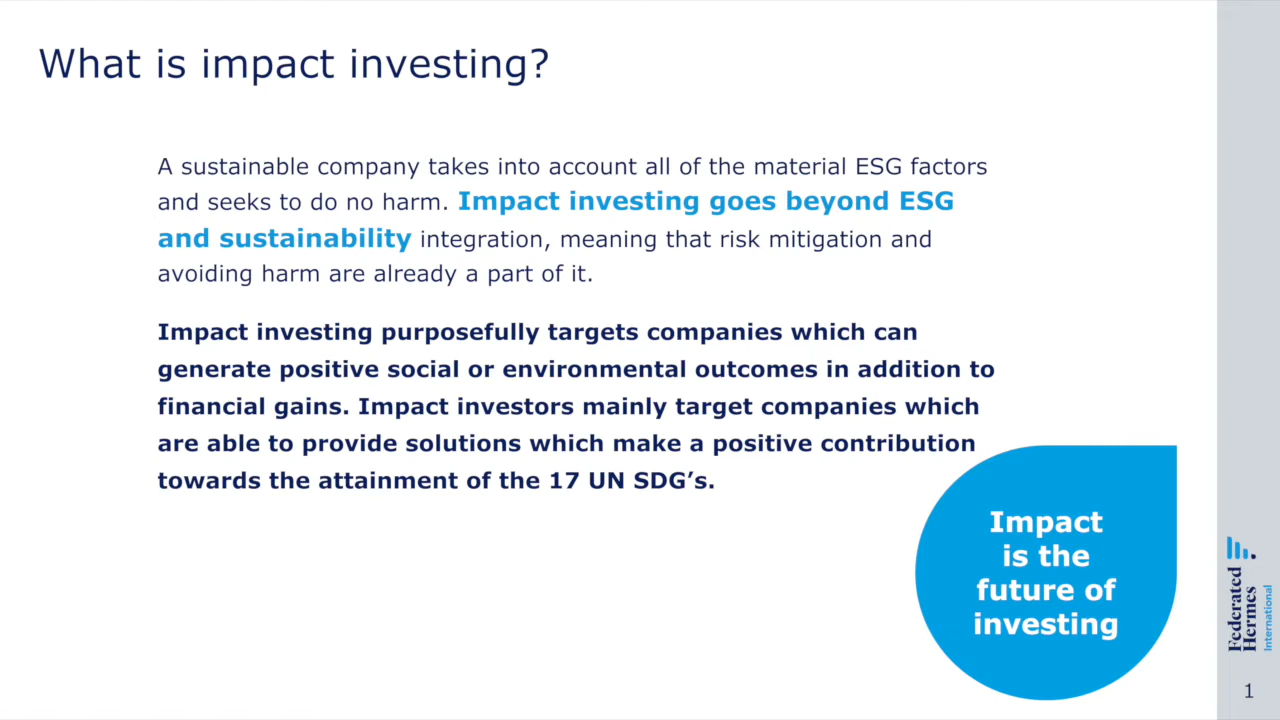 What is impact investing?
A sustainable company takes into account all of the material ESG factors
and seeks to do no harm. Impact investing goes beyond ESG
and sustainability integration, meaning that risk mitigation and
avoiding harm are already a part of it.
Impact investing purposefully targets companies which can
generate positive social or environmental outcomes in addition to
financial gains. Impact investors mainly target companies which
are able to provide solutions which make a positive contribution
towards the attainment of the 17 UN SDG’s.
Impact
is the
future of
investing
Federated
Hermes
International
1